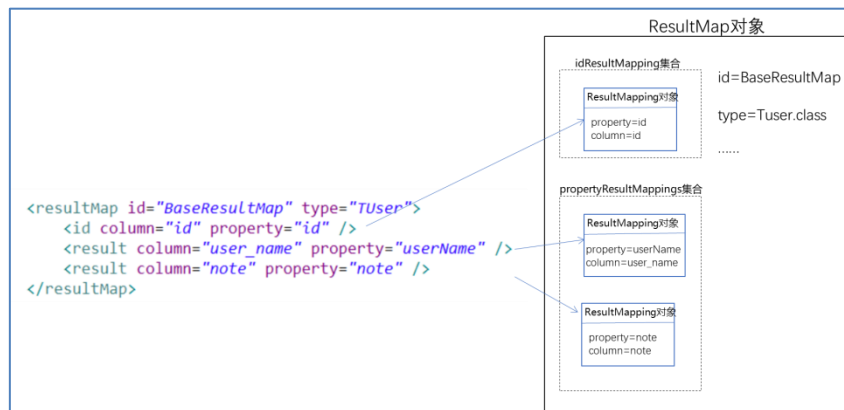 ResultMap对象
idResultMapping集合
ResultMapping对象
property=id
column=id
id=BaseResultMap
type=Tuser.class
......
propertyResultMappings集合
ResultMapping对象
property=userName
column=user_name
ResultMapping对象
property=note
column=note
<resultMap id="BaseResultMap" type="TUser">
<id column="id" property="id" />
<result column="user_name" property="userName" />
<result column="note" property="note" />
</resultMap>